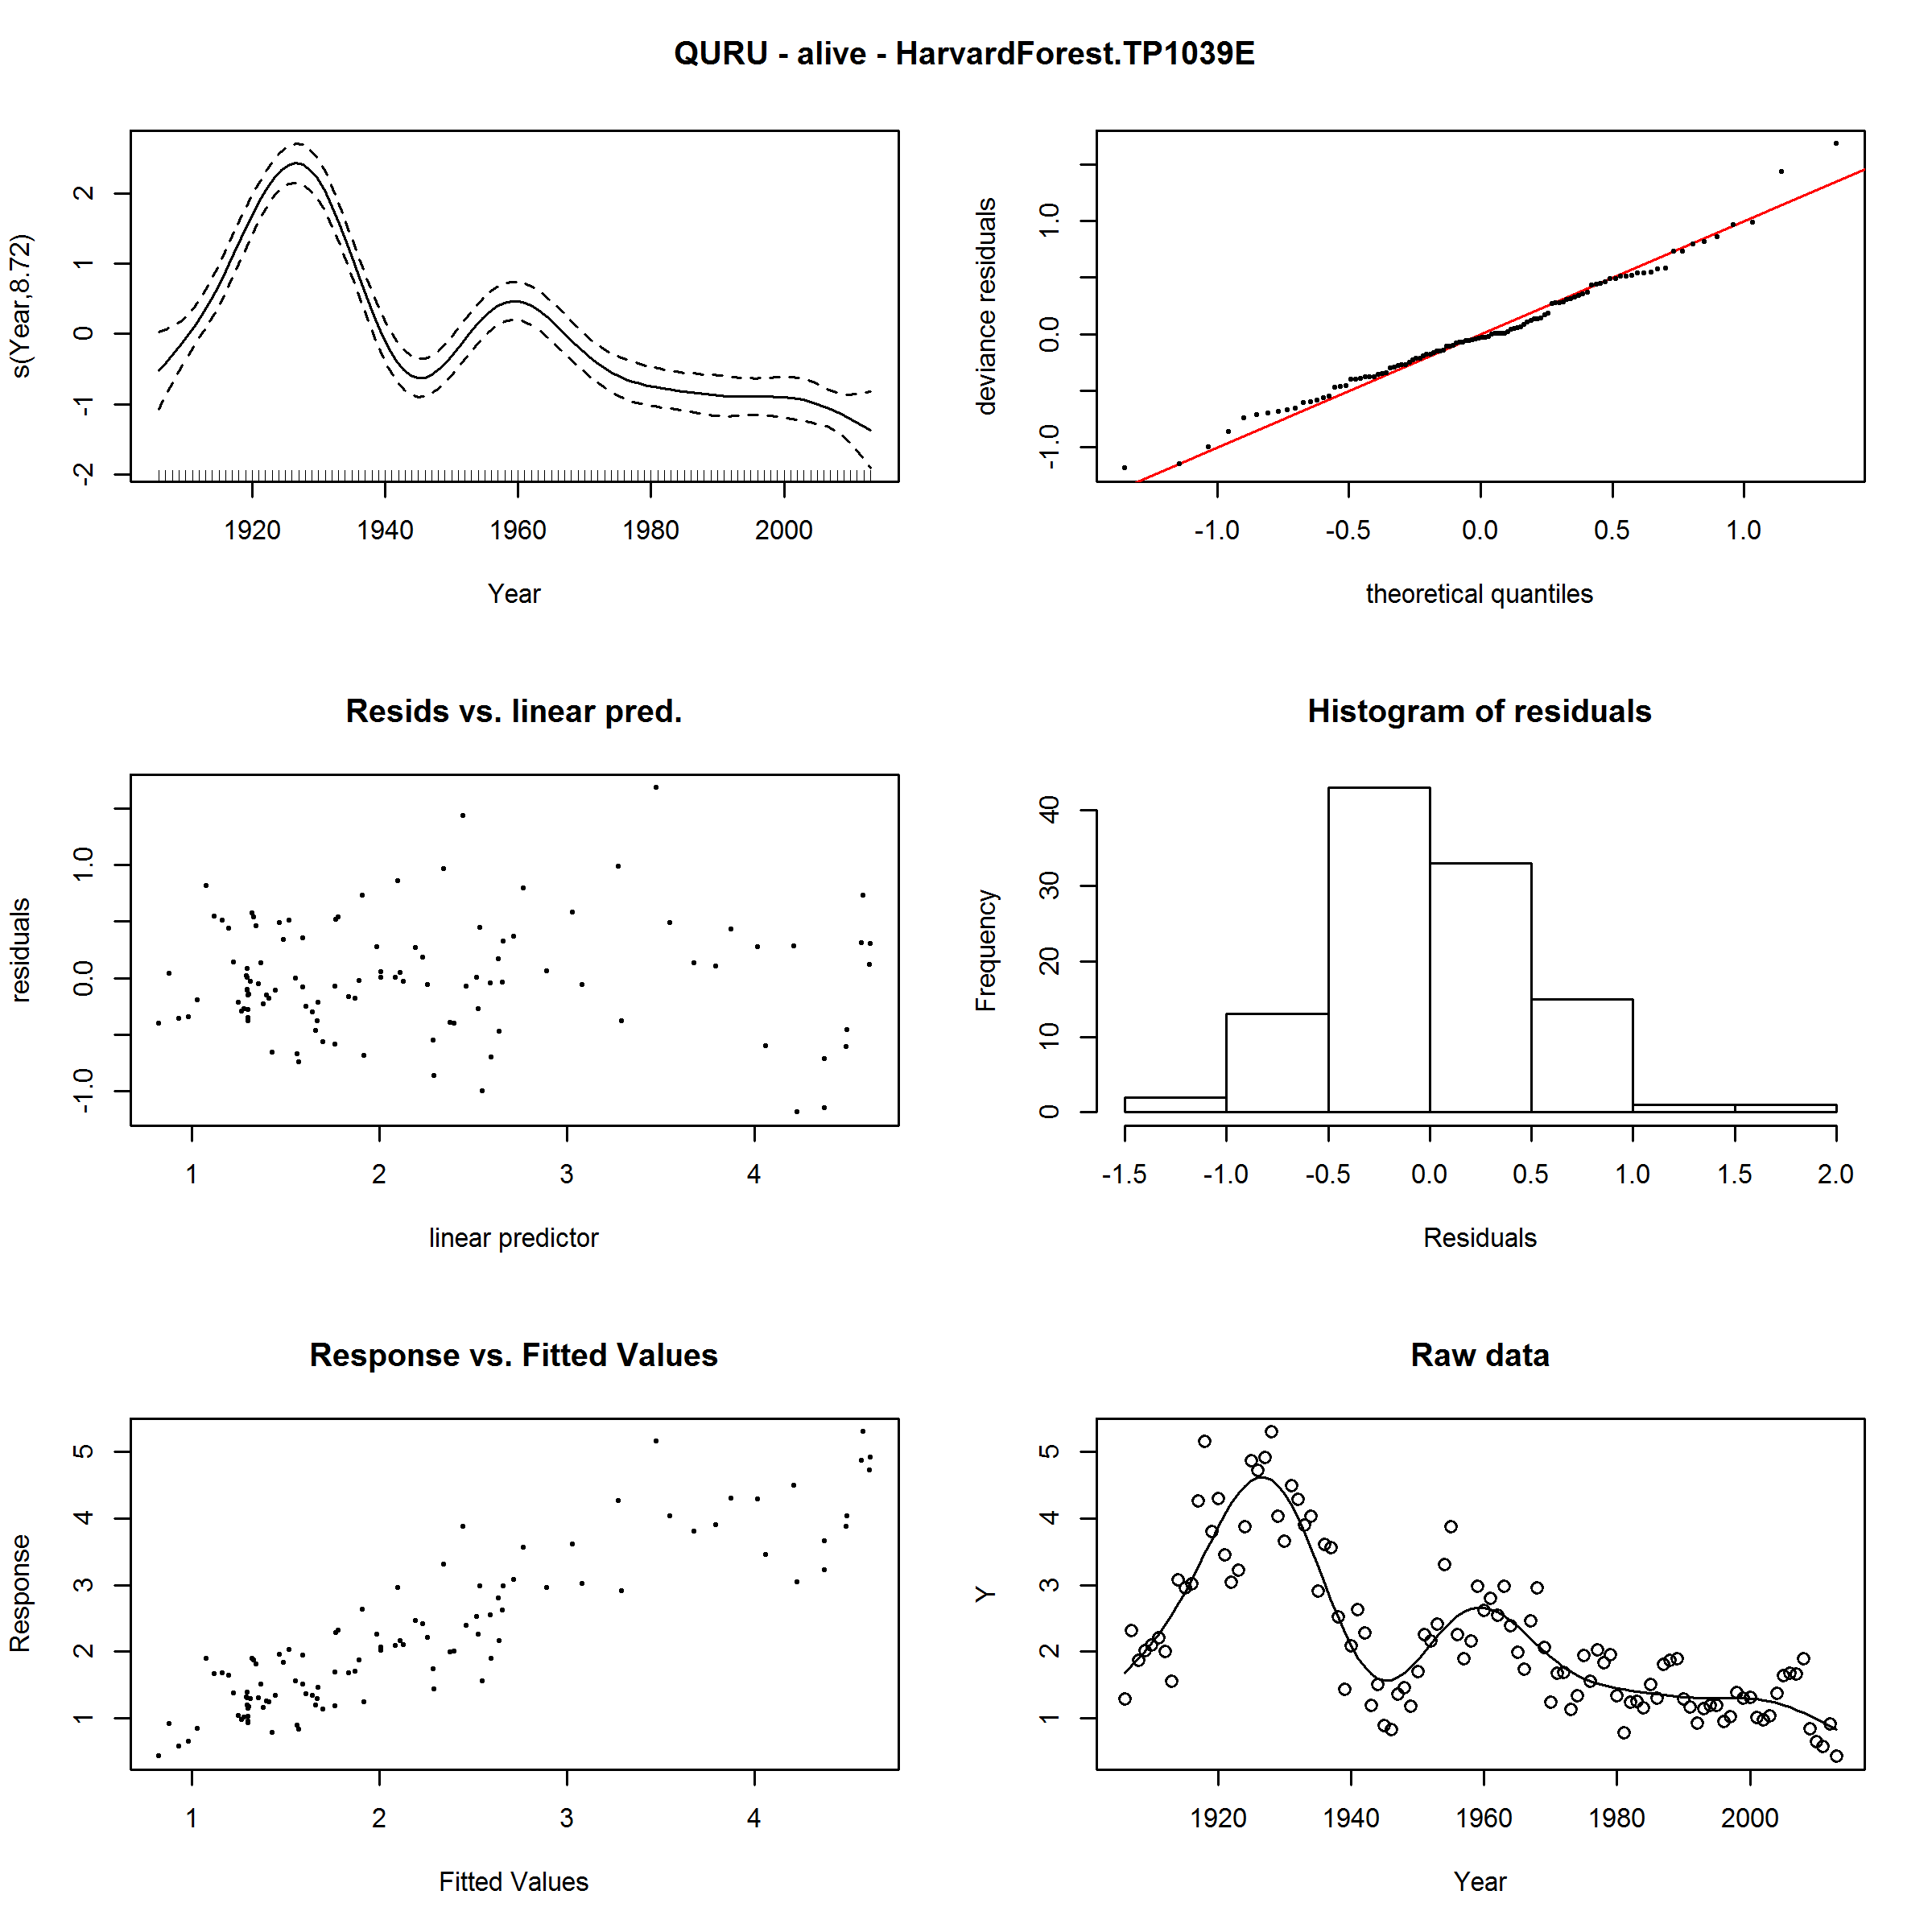 QURU - alive - HarvardForest.TP1039E
s(Year,8.72)
2
1
0
-1
-2
1920 1940 1960 1980 2000
Year
deviance residuals
1.0
0.0
-1.0
-1.0 -0.5 0.0 0.5 1.0
theoretical quantiles
Resids vs. linear pred.
residuals
1.0
0.0
-1.0
1 2 3 4
linear predictor
Histogram of residuals
Frequency
40
30
20
10
0
-1.5 -1.0 -0.5 0.0 0.5 1.0 1.5 2.0
Residuals
Response vs. Fitted Values
Response
5
4
3
2
1
1 2 3 4
Fitted Values
Raw data
Y
5
4
3
2
1
1920 1940 1960 1980 2000
Year